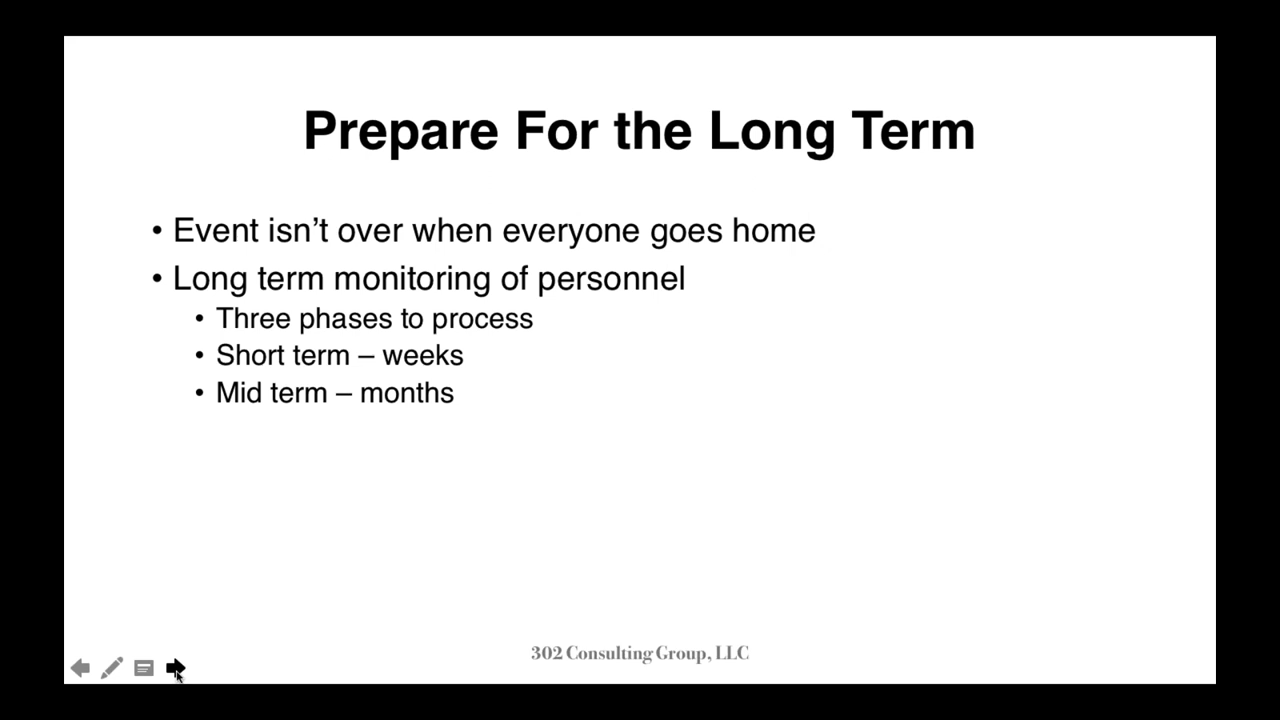 Prepare For the Long Term
• Event isn’t over when everyone goes home
• Long term monitoring of personnel
• Three phases to process
• Short term – weeks
• Mid term – months
302 Consulting Group, LLC